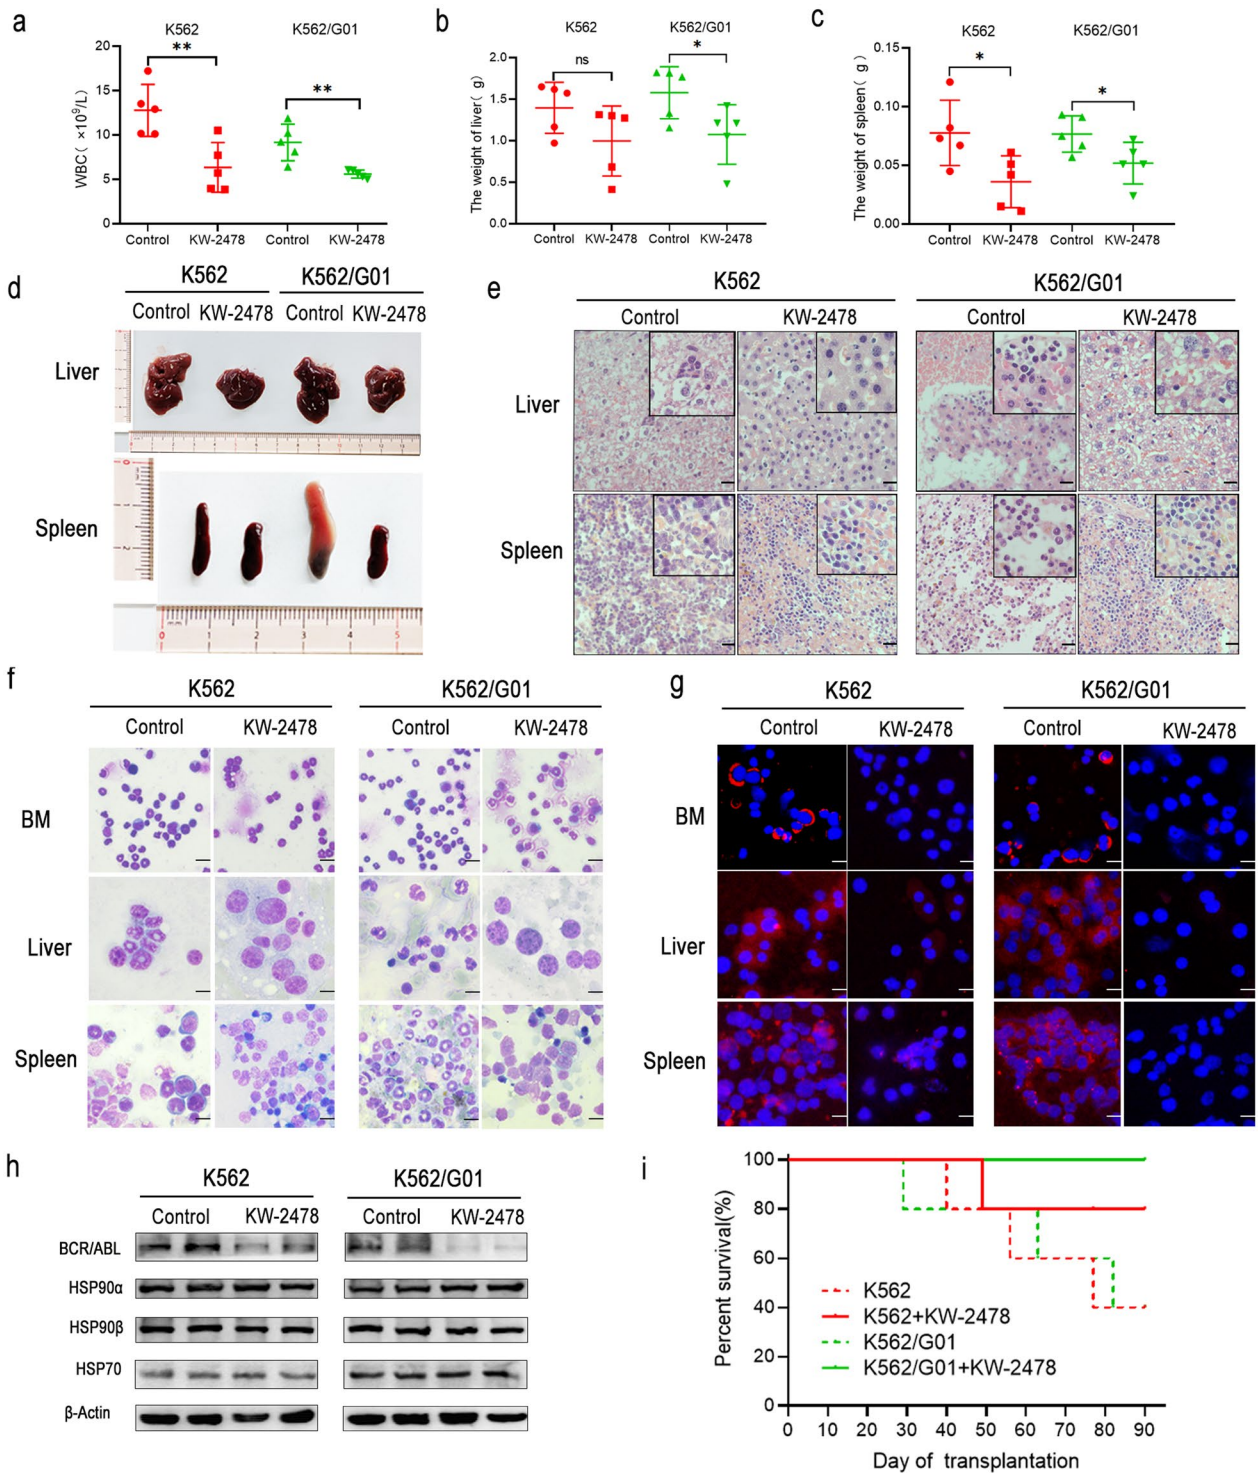 a
K562
K562/G01
WBC( ×10⁹/L)
20
15
10
5
0
**
**
Control
KW-2478
Control
KW-2478
b
K562
K562/G01
The weight of liver( g)
2.0
1.5
1.0
0.5
0.0
ns
*
Control
KW-2478
Control
KW-2478
c
K562
K562/G01
The weight of spleen( g)
0.15
0.10
0.05
0.00
*
*
Control
KW-2478
Control
KW-2478
d
K562
K562/G01
Control
KW-2478
Control
KW-2478
Liver
Spleen
0
2
0
1
2
3
4
5
e
K562
K562/G01
Control
KW-2478
Control
KW-2478
Liver
Spleen
f
K562
K562/G01
Control
KW-2478
Control
KW-2478
BM
Liver
Spleen
g
K562
K562/G01
Control
KW-2478
Control
KW-2478
BM
Liver
Spleen
h
K562
K562/G01
Control
KW-2478
Control
KW-2478
BCR/ABL
HSP90α
HSP90β
HSP70
β-Actin
i
Percent survival(%)
100
80
60
40
20
0
K562
K562+KW-2478
K562/G01
K562/G01+KW-2478
0 10 20 30 40 50 60 70 80 90
Day of transplantation